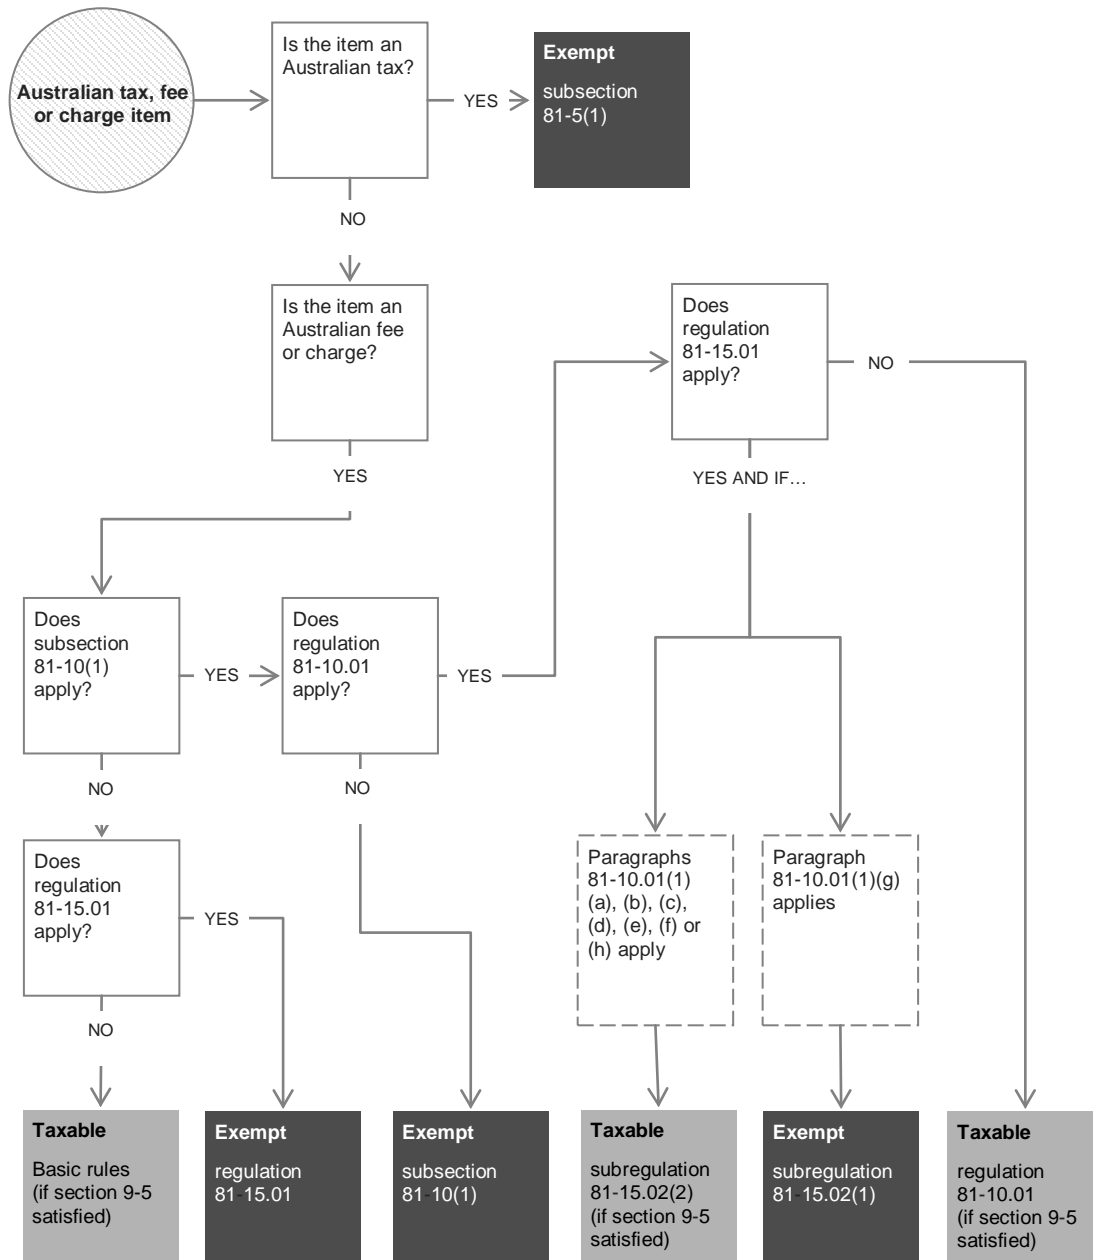 Australian tax, fee
or charge item
Is the item an
Australian tax?
YES
Exempt
subsection
81-5(1)
NO
Is the item an
Australian fee
or charge?
YES
Does
regulation
81-15.01
apply?
NO
YES AND IF…
Does
subsection
81-10(1)
apply?
YES
Does
regulation
81-10.01
apply?
YES
NO
NO
Does
regulation
81-15.01
apply?
YES
NO
Paragraphs
81-10.01(1)
(a), (b), (c),
(d), (e), (f) or
(h) apply
Paragraph
81-10.01(1)(g)
applies
Taxable
Basic rules
(if section 9-5
satisfied)
Exempt
regulation
81-15.01
Exempt
subsection
81-10(1)
Taxable
subregulation
81-15.02(2)
(if section 9-5
satisfied)
Exempt
subregulation
81-15.02(1)
Taxable
regulation
81-10.01
(if section 9-5
satisfied)